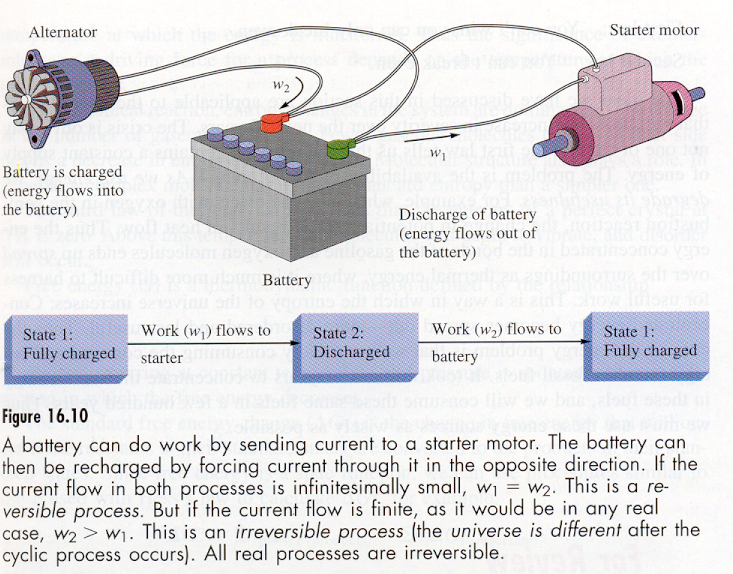 Alternator
Starter motor
w2
w1
Battery is charged
(energy flows into
the battery)
Discharge of battery
(energy flows out of
the battery)
Battery
State 1:
Fully charged
Work (w1) flows to
starter
State 2:
Discharged
Work (w2) flows to
battery
State 1:
Fully charged
Figure 16.10
A battery can do work by sending current to a starter motor. The battery can
then be recharged by forcing current through it in the opposite direction. If the
current flow in both processes is infinitesimally small, w1 = w2. This is a re-
versible process. But if the current flow is finite, as it would be in any real
case, w2 > w1. This is an irreversible process (the universe is different after the
cyclic process occurs). All real processes are irreversible.